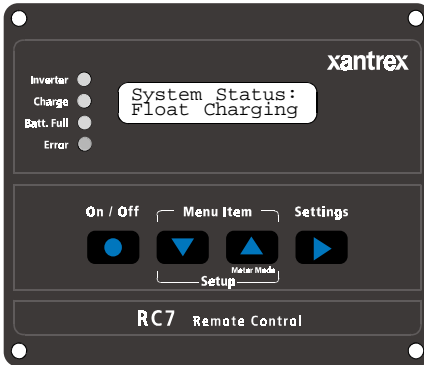 xantrex
Inverter
Charge
Batt. Full
Error
System Status:
Float Charging
On / Off
Menu Item
Settings
Meter Mode
Setup
RC7 Remote Control